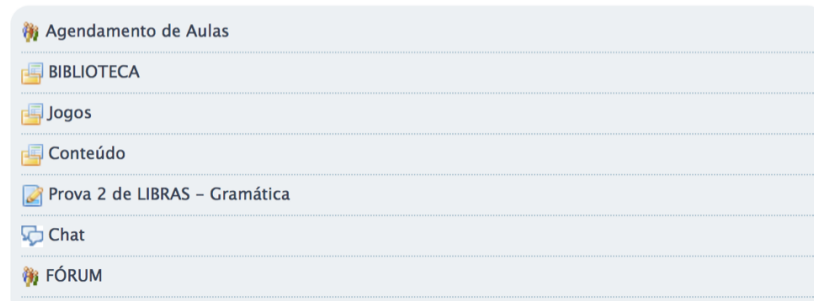 Agendamento de Aulas
BIBLIOTECA
Jogos
Conteúdo
Prova 2 de LIBRAS – Gramática
Chat
FÓRUM